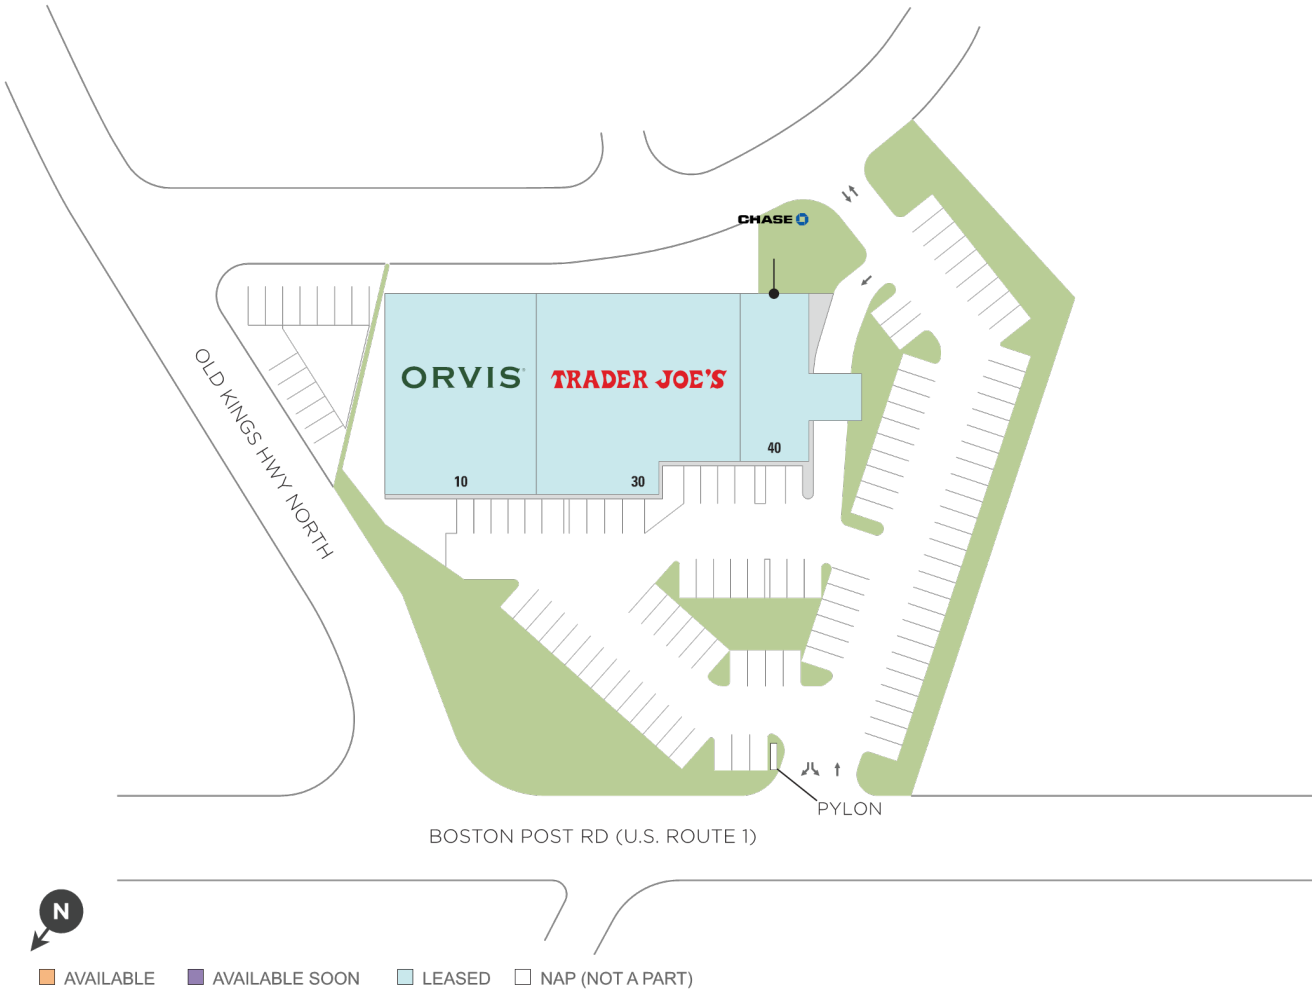 CHASE
ORVIS
TRADER JOE'S
40
10
30
OLD KINGS HWY NORTH
PYLON
BOSTON POST RD (U.S. ROUTE 1)
N
AVAILABLE
AVAILABLE SOON
LEASED
NAP (NOT A PART)